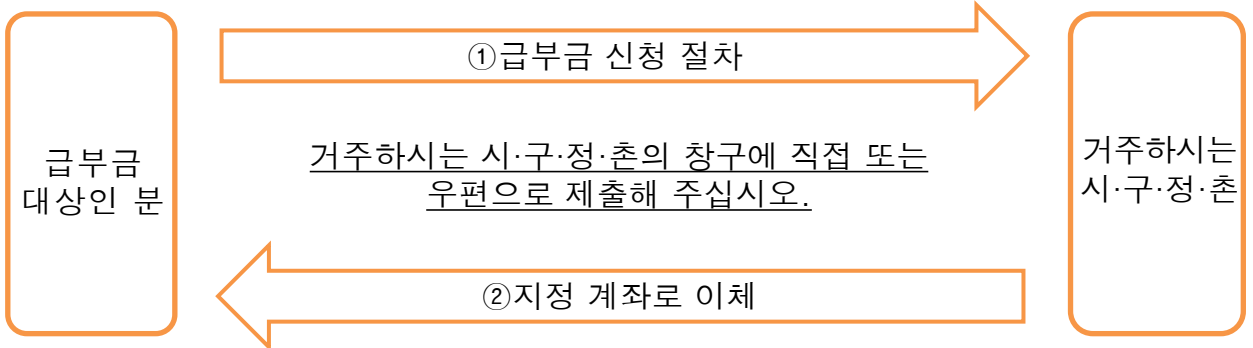 ①급부금 신청 절차
급부금
대상인 분
거주하시는 시·구·정·촌의 창구에 직접 또는
우편으로 제출해 주십시오.
거주하시는
시·구·정·촌
②지정 계좌로 이체